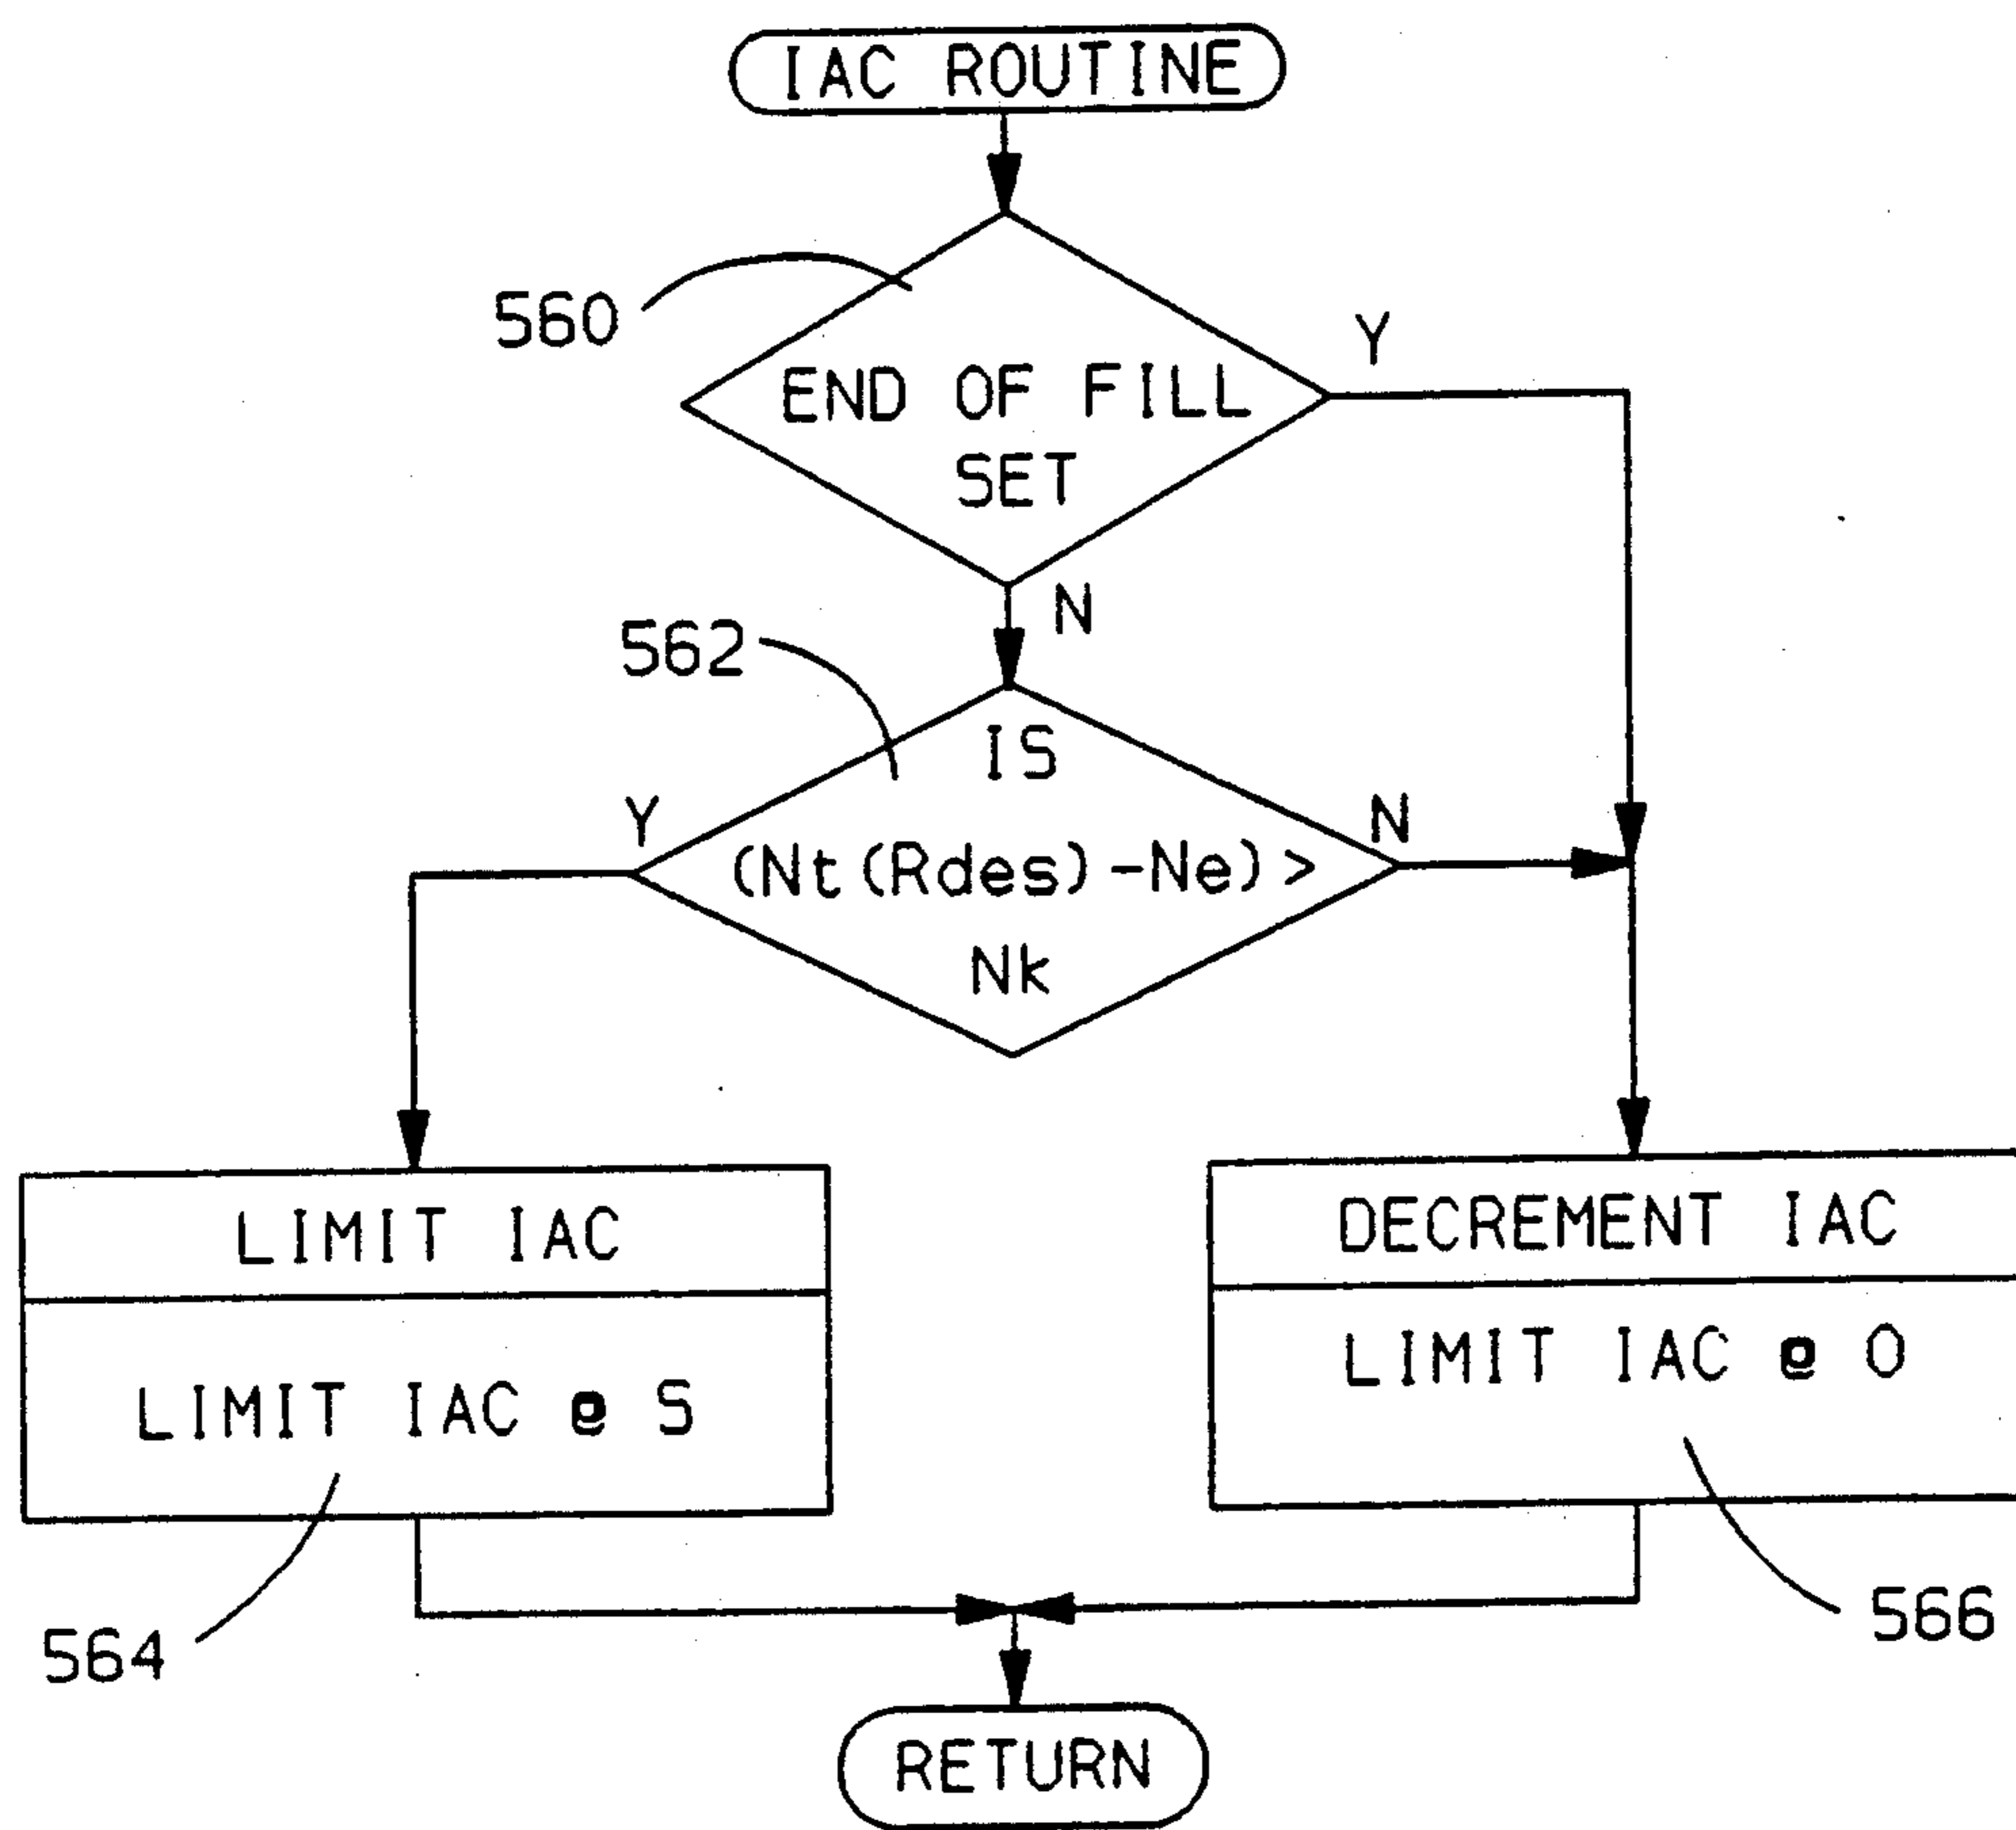 IAC ROUTINE
560
END OF FILL
SET
Y
N
562
IS
(Nt(Rdes)-Ne)>
Nk
Y
N
LIMIT IAC
LIMIT IAC @ S
564
DECREMENT IAC
LIMIT IAC @ 0
566
RETURN